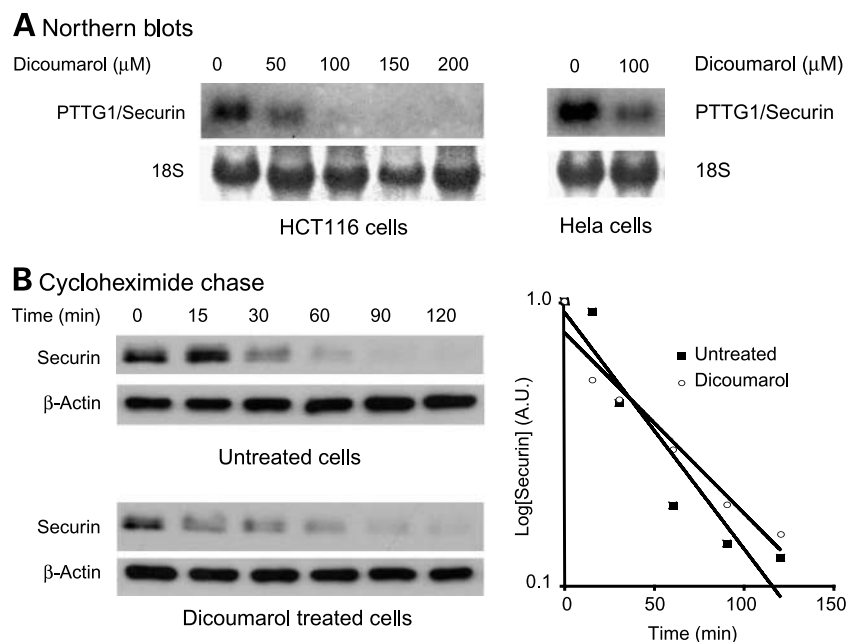 A Northern blots
Dicoumarol (μM) 0 50 100 150 200
0 100 Dicoumarol (μM)
PTTG1/Securin
PTTG1/Securin
18S
18S
HCT116 cells
Hela cells
B Cycloheximide chase
Time (min) 0 15 30 60 90 120
Securin
β-Actin
Untreated cells
Securin
β-Actin
Dicoumarol treated cells
1.0
Untreated
Dicoumarol
Log[Securin] (A.U.)
0.1
0 50 100 150
Time (min)